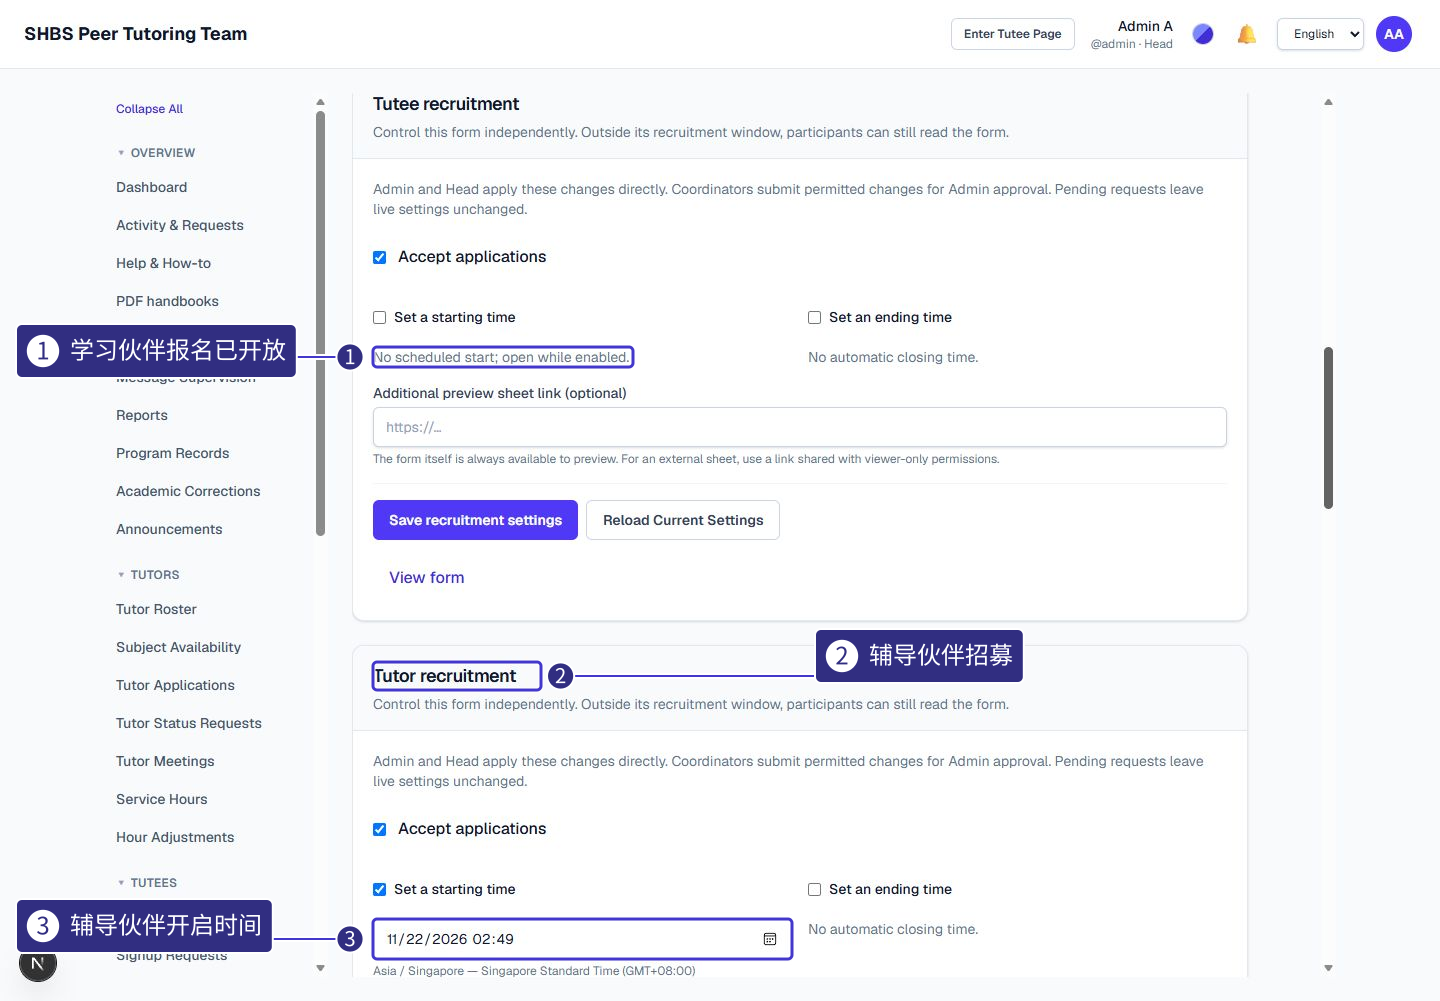 SHBS Peer Tutoring Team
Enter Tutee Page
Admin A
@admin · Head
English
AA
Collapse All
OVERVIEW
Dashboard
Activity & Requests
Help & How-to
PDF handbooks
1 学习伙伴报名已开放
Message Supervision
Reports
Program Records
Academic Corrections
Announcements
TUTORS
Tutor Roster
Subject Availability
Tutor Applications
Tutor Status Requests
Tutor Meetings
Service Hours
Hour Adjustments
TUTEES
3 辅导伙伴开启时间
Signup Requests
N
Tutee recruitment
Control this form independently. Outside its recruitment window, participants can still read the form.
Admin and Head apply these changes directly. Coordinators submit permitted changes for Admin approval. Pending requests leave
live settings unchanged.
Accept applications
Set a starting time
Set an ending time
1
No scheduled start; open while enabled.
No automatic closing time.
Additional preview sheet link (optional)
https://…
The form itself is always available to preview. For an external sheet, use a link shared with viewer-only permissions.
Save recruitment settings
Reload Current Settings
View form
Tutor recruitment
2
2 辅导伙伴招募
Control this form independently. Outside its recruitment window, participants can still read the form.
Admin and Head apply these changes directly. Coordinators submit permitted changes for Admin approval. Pending requests leave
live settings unchanged.
Accept applications
Set a starting time
Set an ending time
3
11/22/2026 02:49
No automatic closing time.
Asia / Singapore — Singapore Standard Time (GMT+08:00)